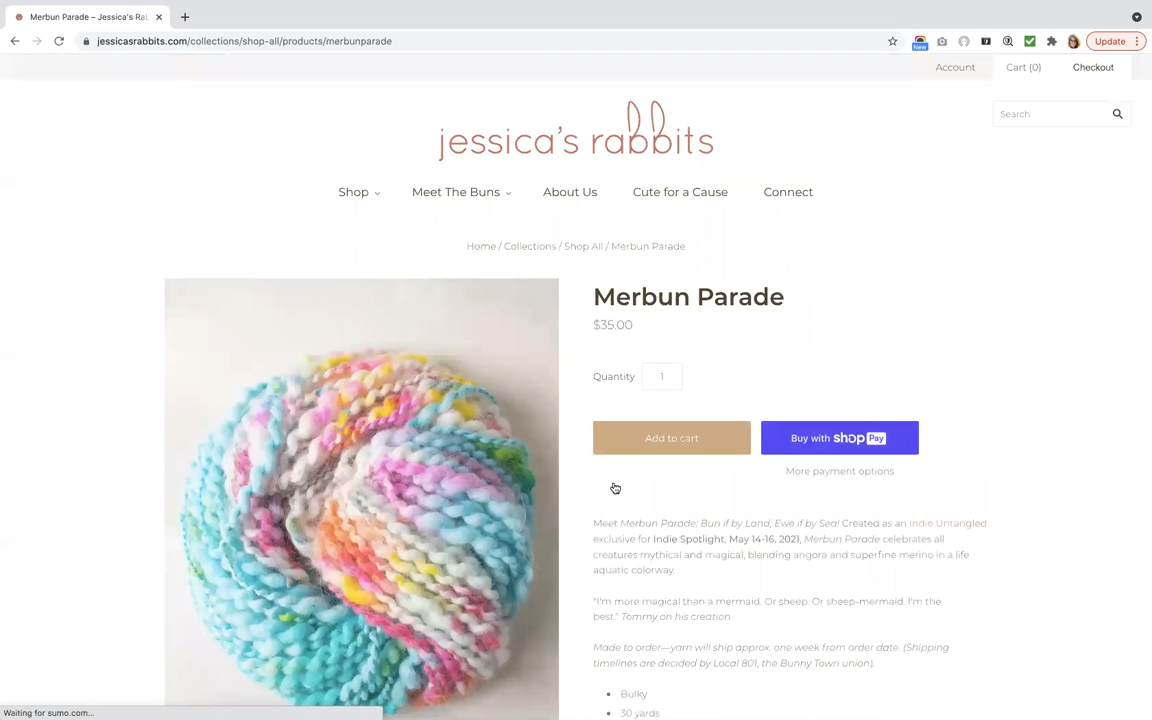 Merbun Parade – Jessica's Ra
jessicasrabbits.com/collections/shop-all/products/merbunparade
New
Update
Account
Cart (0)
Checkout
jessica's rabbits
Search
Shop
Meet The Buns
About Us
Cute for a Cause
Connect
Home / Collections / Shop All / Merbun Parade
Merbun Parade
$35.00
Quantity
1
Add to cart
Buy with shop Pay
More payment options
Meet Merbun Parade: Bun if by Land, Ewe if by Sea! Created as an Indie Untangled
exclusive for Indie Spotlight, May 14-16, 2021, Merbun Parade celebrates all
creatures mythical and magical, blending angora and superfine merino in a life
aquatic colorway.
"I'm more magical than a mermaid. Or sheep. Or sheep-mermaid. I'm the
best." Tommy on his creation
Made to order—yarn will ship approx. one week from order date. (Shipping
timelines are decided by Local 801, the Bunny Town union).
Bulky
30 yards
Waiting for sumo.com...